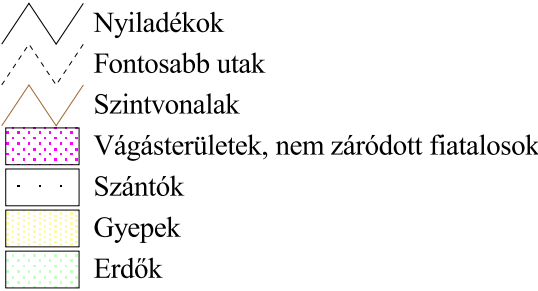 Nyiladékok
Fontosabb utak
Szintvonalak
Vágásterületek, nem záródott fiatalosok
Szántók
Gyepek
Erdők